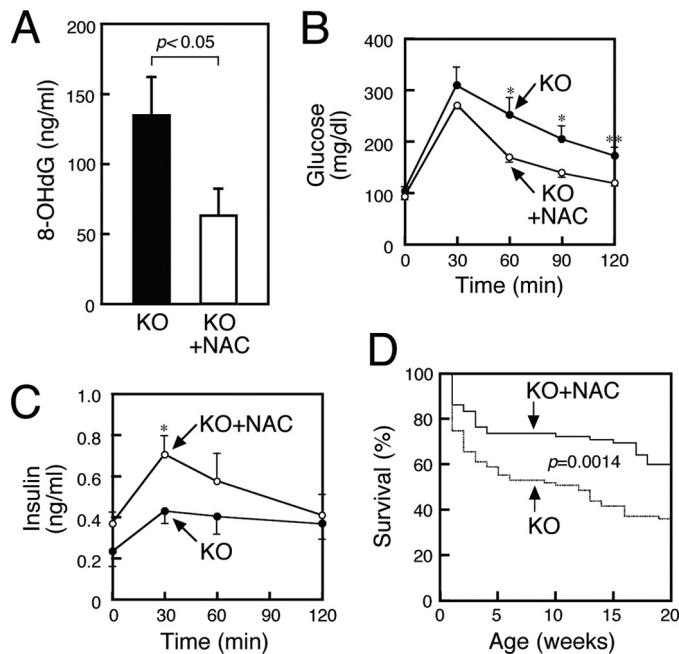 A
p<0.05
8-OHdG (ng/ml)
200
150
100
50
0
KO
KO
+NAC
B
Glucose
(mg/dl)
400
300
200
100
0
*
KO
*
**
KO
+NAC
0 30 60 90 120
Time (min)
C
Insulin
(ng/ml)
1.0
0.8
0.6
0.4
0.2
0
*
KO+NAC
KO
0 30 60 90 120
Time (min)
D
Survival (%)
100
80
60
40
20
0
KO+NAC
p=0.0014
KO
0 5 10 15 20
Age (weeks)